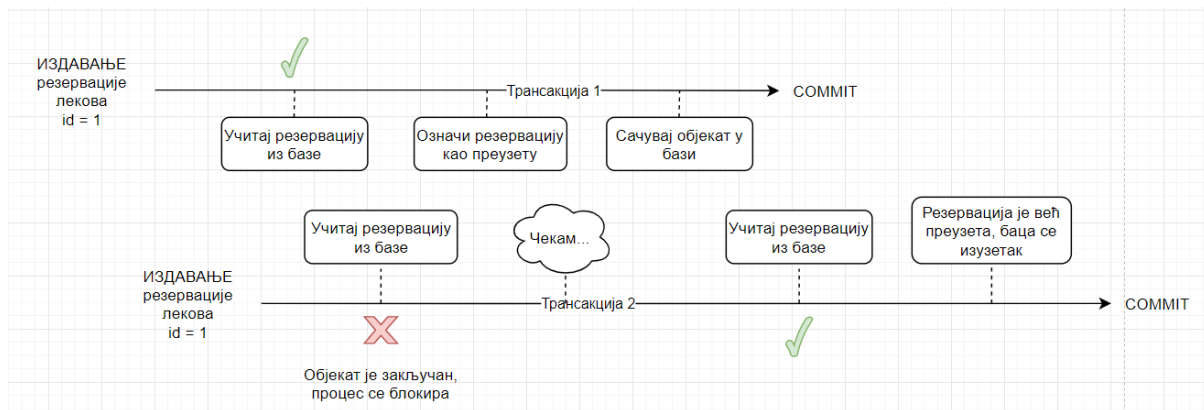 ИЗДАВАЊЕ
резервације
лекова
id = 1
Трансакција 1
COMMIT
Учитај резервацију
из базе
Означи резервацију
као преузету
Сачувај објекат у
бази
Учитај резервацију
из базе
Чекам...
Учитај резервацију
из базе
Резервација је већ
преузета, баца се
изузетак
ИЗДАВАЊЕ
резервације
лекова
id = 1
Трансакција 2
COMMIT
Објекат је закључан,
процес се блокира